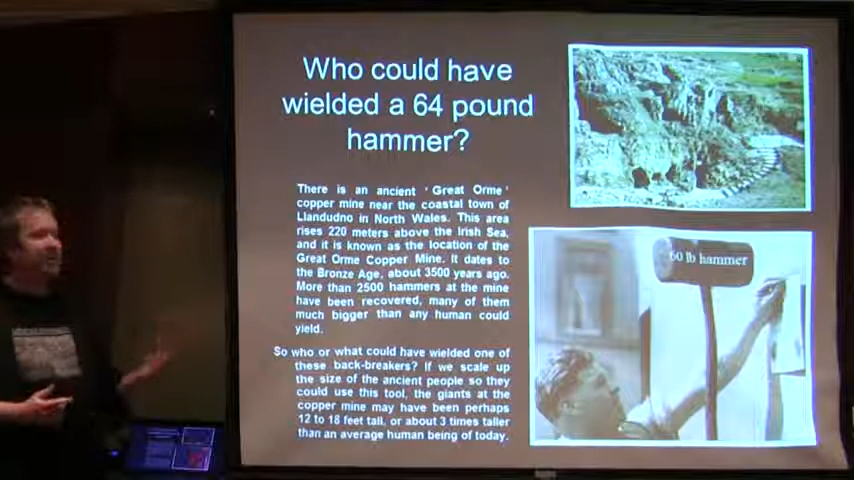 Who could have
wielded a 64 pound
hammer?
There is an ancient 'Great Orme'
copper mine near the coastal town of
Llandudno in North Wales. This area
rises 220 meters above the Irish Sea,
and it is known as the location of the
Great Orme Copper Mine. It dates to
the Bronze Age, about 3500 years ago.
More than 2500 hammers at the mine
have been recovered, many of them
much bigger than any human could
yield.
So who or what could have wielded one of
these back-breakers? If we scale up
the size of the ancient people so they
could use this tool, the giants at the
copper mine may have been perhaps
12 to 18 feet tall, or about 3 times taller
than an average human being of today.
60 lb hammer